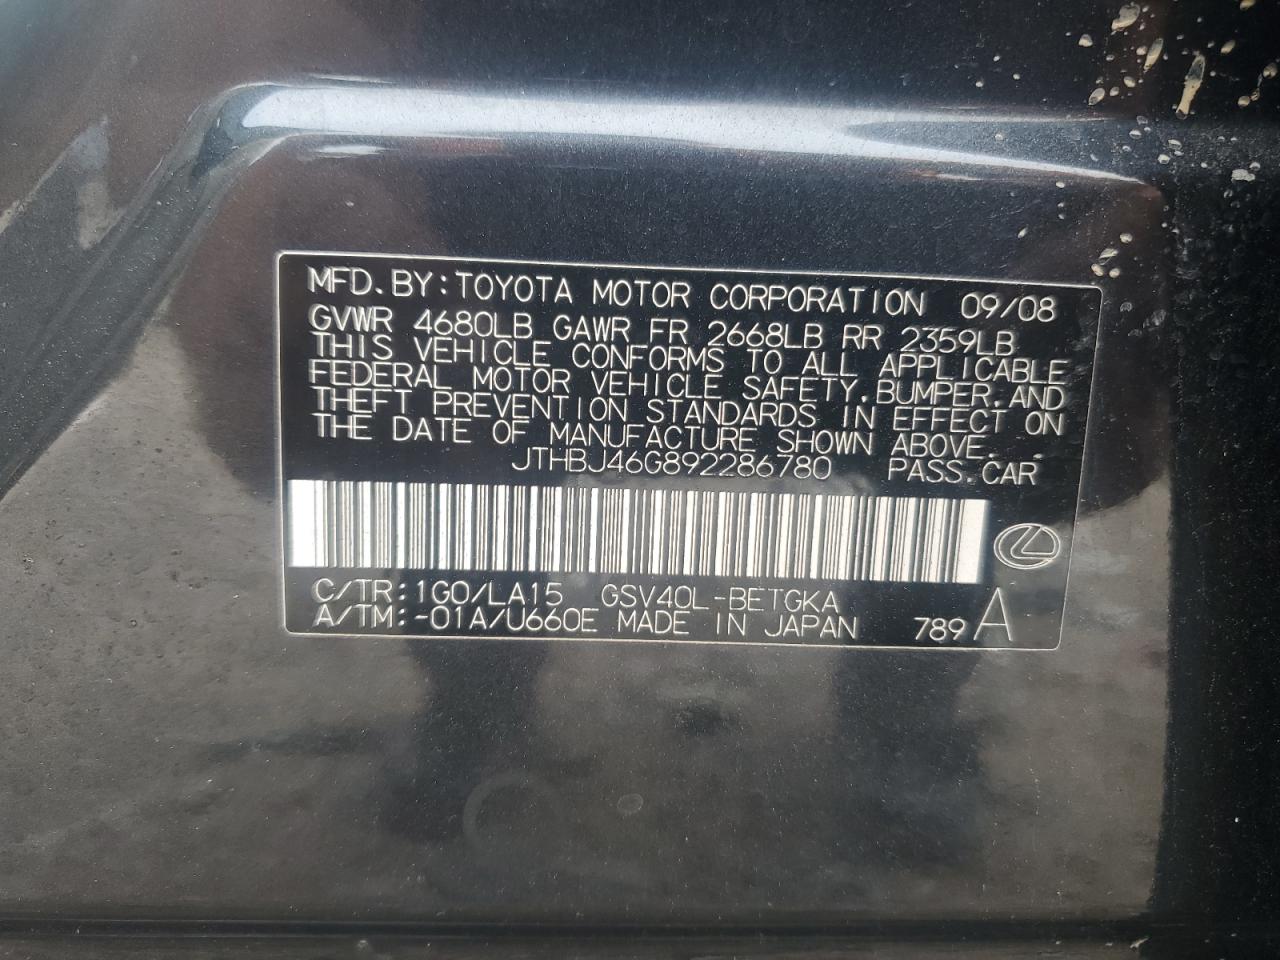 MFD.BY:TOYOTA MOTOR CORPORATION 09/08
GVWR 4680LB GAWR FR 2668LB RR 2359LB
THIS VEHICLE CONFORMS TO ALL APPLICABLE
FEDERAL MOTOR VEHICLE SAFETY,BUMPER,AND
THEFT PREVENTION STANDARDS IN EFFECT ON
THE DATE OF MANUFACTURE SHOWN ABOVE.
JTHBJ46G892286780 PASS.CAR
C/TR:1G0/LA15 GSV40L-BETGKA
A/TM:-01A/U660E MADE IN JAPAN 789 A